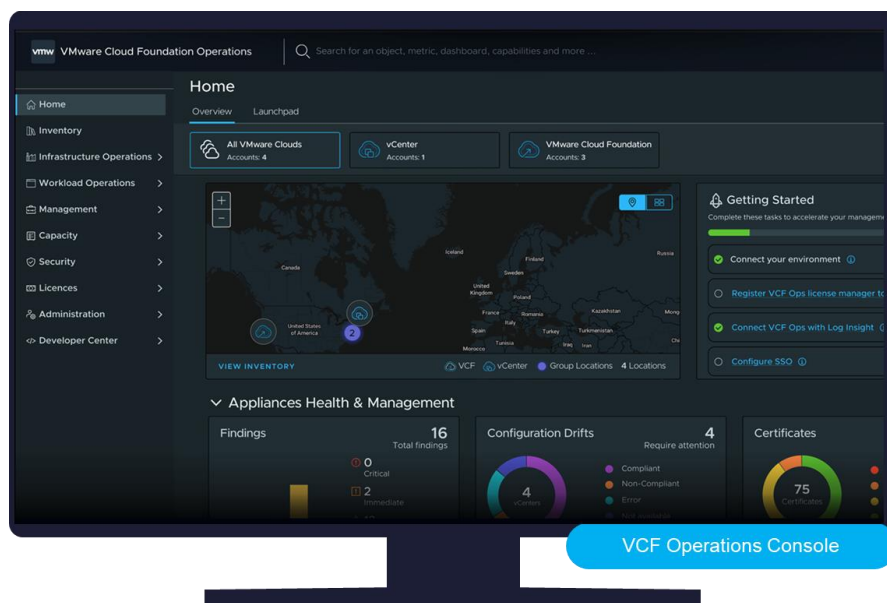 vmw VMware Cloud Foundation Operations
Search for an object, metric, dashboard, capabilities and more ...
Home
Inventory
Infrastructure Operations
Workload Operations
Management
Capacity
Security
Licences
Administration
Developer Center
Home
Overview Launchpad
All VMware Clouds
Accounts: 4
vCenter
Accounts: 1
VMware Cloud Foundation
Accounts: 3
+
-
Iceland
Russia
Finland
Canada
Sweden
United
Kingdom
Poland
France
Romania
Kazakhstan
Mong
United States
of America
2
Spain
Italy
Turkey
Turkmenistan
Tunisia
Iraq
Iran
Chi
Morocco
VIEW INVENTORY
VCF vCenter Group Locations 4 Locations
Getting Started
Complete these tasks to accelerate your manageme
Connect your environment
Register VCF Ops license manager to
Connect VCF Ops with Log Insight
Configure SSO
Appliances Health & Management
Findings
16
Total findings
0
Critical
2
Immediate
Configuration Drifts
4
Require attention
4
vCenters
Compliant
Non-Compliant
Error
Certificates
75
Certificates
VCF Operations Console